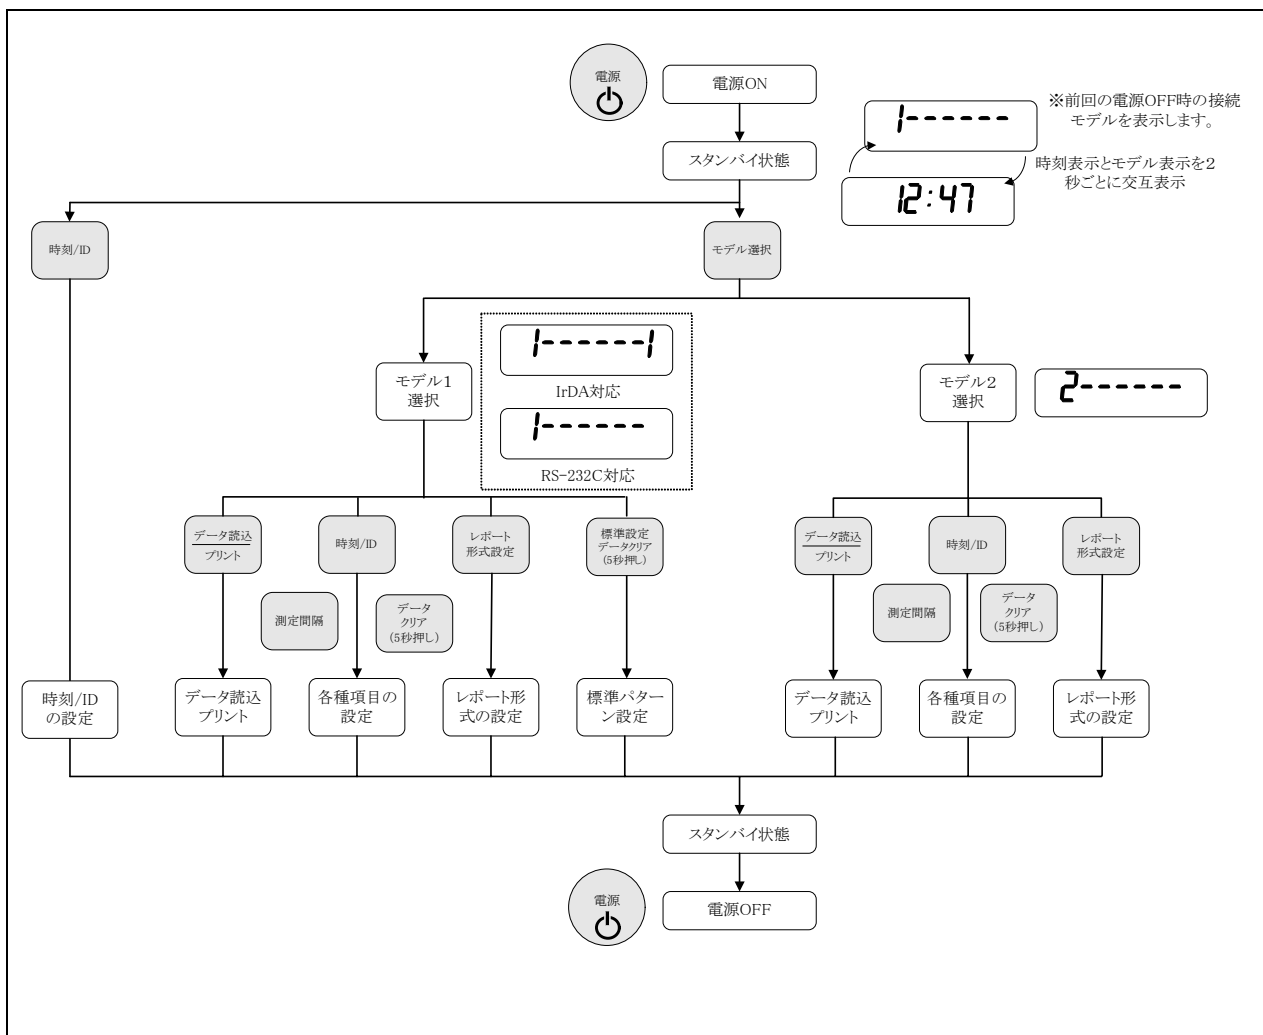 電源
電源ON
1------
※前回の電源OFF時の接続
モデルを表示します。
スタンバイ状態
時刻表示とモデル表示を2
秒ごとに交互表示
12:47
時刻/ID
モデル選択
1------1
IrDA対応
1------
RS-232C対応
モデル1
選択
モデル2
選択
2------
データ読込
プリント
時刻/ID
レポート
形式設定
標準設定
データクリア
(5秒押し)
測定間隔
データ
クリア
(5秒押し)
データ読込
プリント
時刻/ID
レポート
形式設定
測定間隔
データ
クリア
(5秒押し)
時刻/ID
の設定
データ読込
プリント
各種項目の
設定
レポート形
式の設定
標準パター
ン設定
データ読込
プリント
各種項目の
設定
レポート形
式の設定
スタンバイ状態
電源
電源OFF